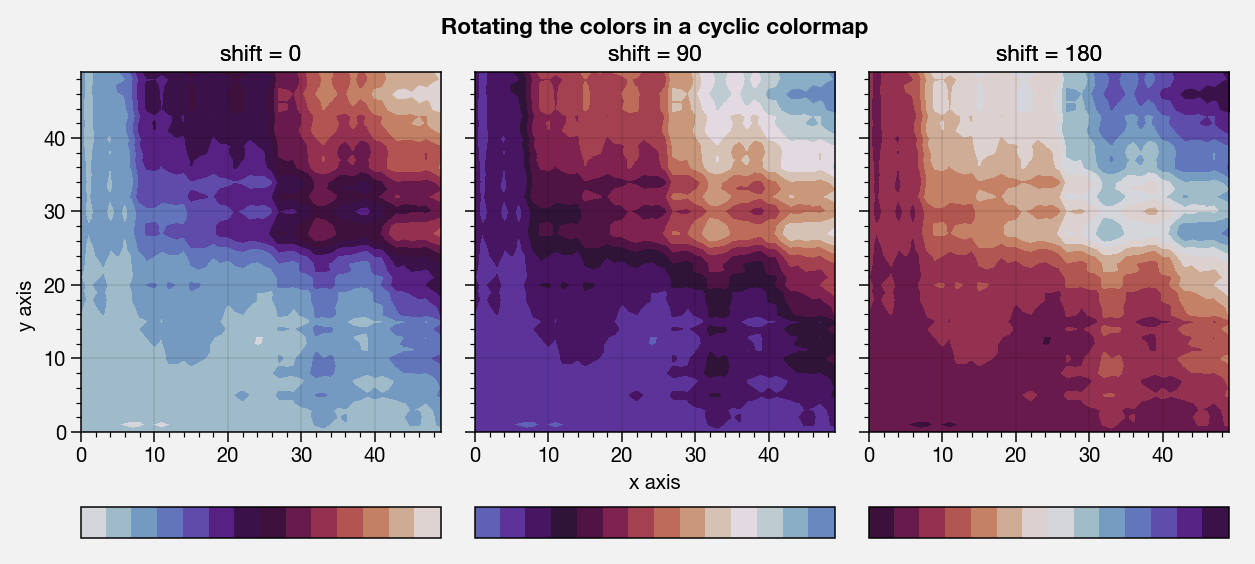 Rotating the colors in a cyclic colormap
shift = 0
shift = 90
shift = 180
y axis
40
30
20
10
0
0 10 20 30 40
0 10 20 30 40
0 10 20 30 40
x axis